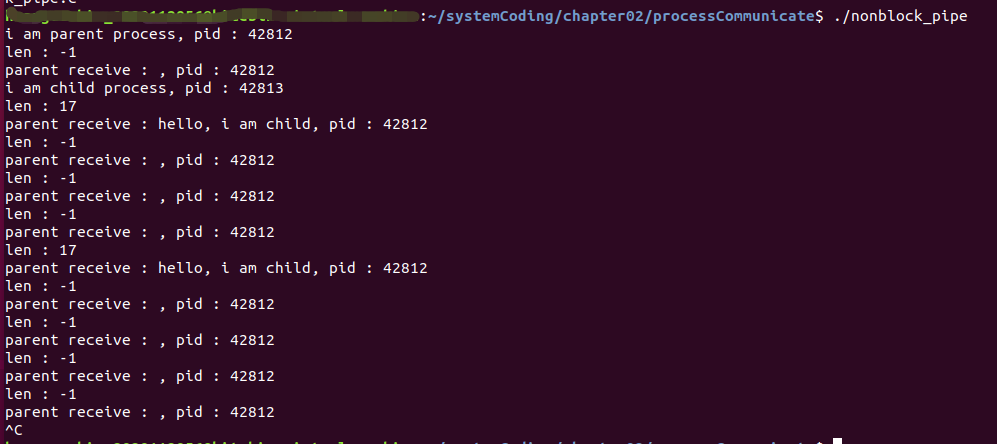 k_pipe.c
:~/systemCoding/chapter02/processCommunicate$ ./nonblock_pipe
i am parent process, pid : 42812
len : -1
parent receive : , pid : 42812
i am child process, pid : 42813
len : 17
parent receive : hello, i am child, pid : 42812
len : -1
parent receive : , pid : 42812
len : -1
parent receive : , pid : 42812
len : -1
parent receive : , pid : 42812
len : 17
parent receive : hello, i am child, pid : 42812
len : -1
parent receive : , pid : 42812
len : -1
parent receive : , pid : 42812
len : -1
parent receive : , pid : 42812
len : -1
parent receive : , pid : 42812
^C